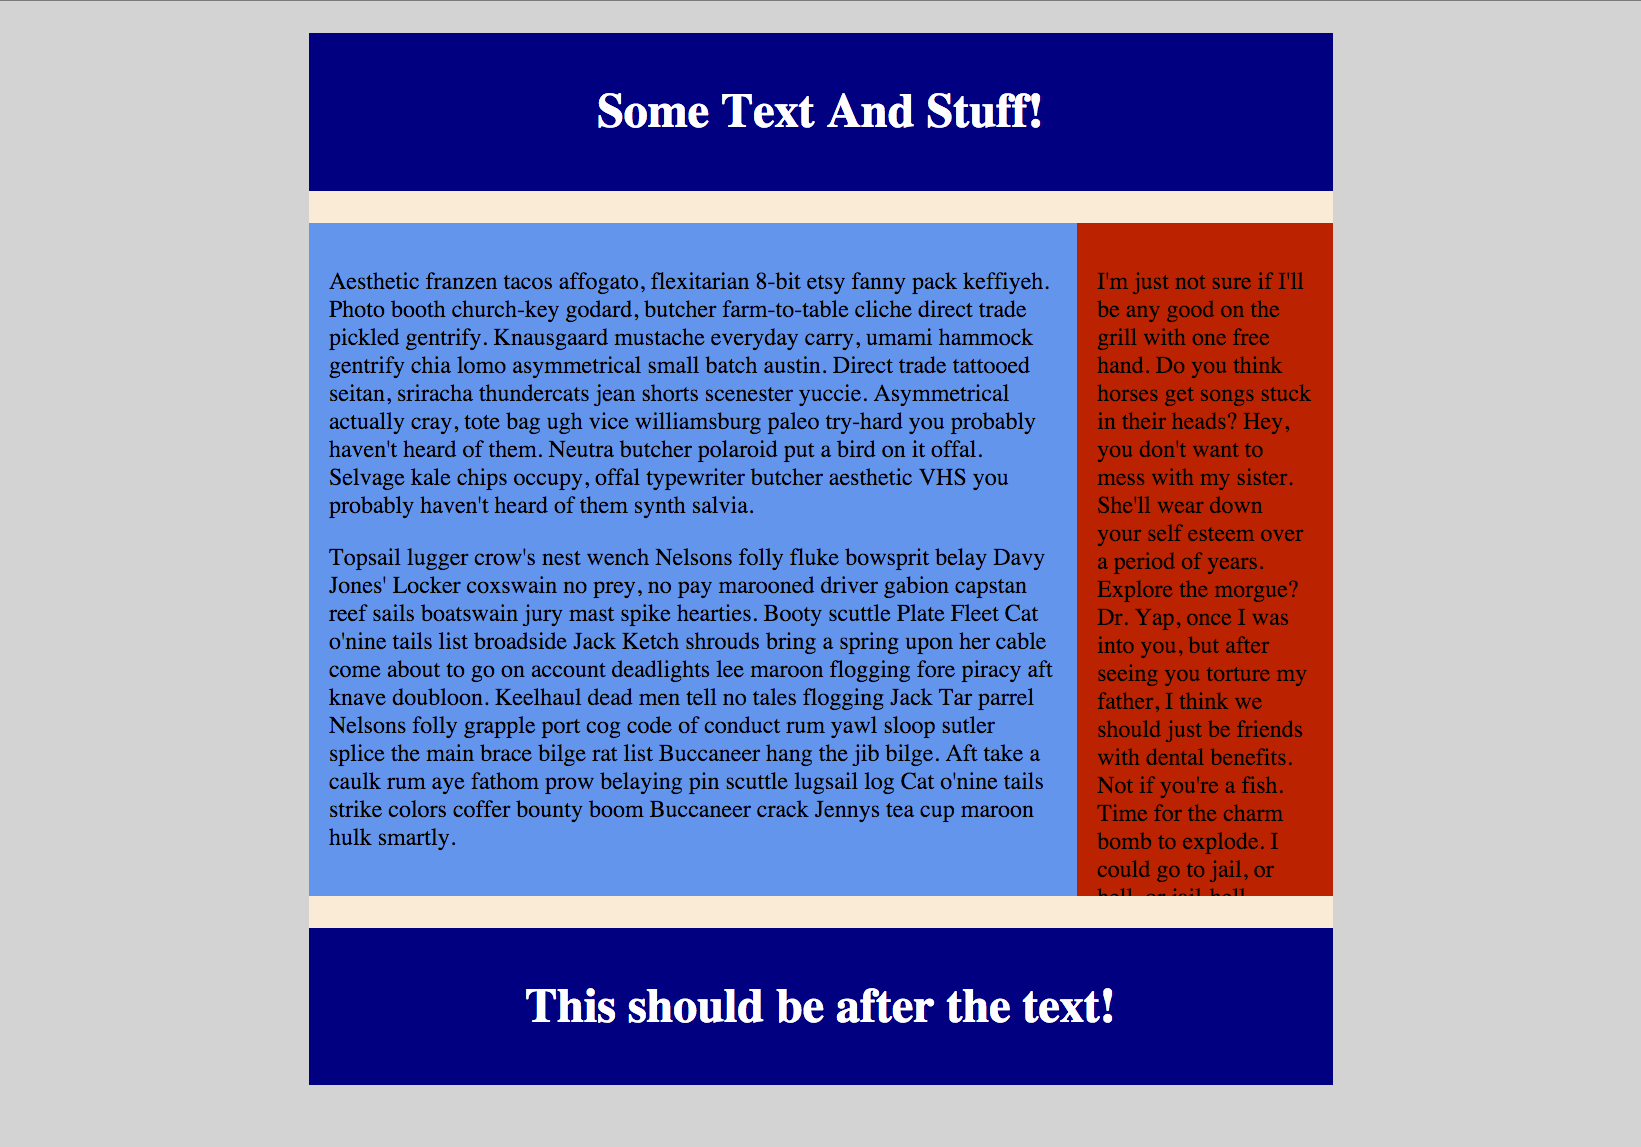 Some Text And Stuff!
Aesthetic franzen tacos affogato, flexitarian 8-bit etsy fanny pack keffiyeh.
Photo booth church-key godard, butcher farm-to-table cliche direct trade
pickled gentrify. Knausgaard mustache everyday carry, umami hammock
gentrify chia lomo asymmetrical small batch austin. Direct trade tattooed
seitan, sriracha thundercats jean shorts scenester yuccie. Asymmetrical
actually cray, tote bag ugh vice williamsburg paleo try-hard you probably
haven't heard of them. Neutra butcher polaroid put a bird on it offal.
Selvage kale chips occupy, offal typewriter butcher aesthetic VHS you
probably haven't heard of them synth salvia.
Topsail lugger crow's nest wench Nelsons folly fluke bowsprit belay Davy
Jones' Locker coxswain no prey, no pay marooned driver gabion capstan
reef sails boatswain jury mast spike hearties. Booty scuttle Plate Fleet Cat
o'nine tails list broadside Jack Ketch shrouds bring a spring upon her cable
come about to go on account deadlights lee maroon flogging fore piracy aft
knave doubloon. Keelhaul dead men tell no tales flogging Jack Tar parrel
Nelsons folly grapple port cog code of conduct rum yawl sloop sutler
splice the main brace bilge rat list Buccaneer hang the jib bilge. Aft take a
caulk rum aye fathom prow belaying pin scuttle lugsail log Cat o'nine tails
strike colors coffer bounty boom Buccaneer crack Jennys tea cup maroon
hulk smartly.
I'm just not sure if I'll
be any good on the
grill with one free
hand. Do you think
horses get songs stuck
in their heads? Hey,
you don't want to
mess with my sister.
She'll wear down
your self esteem over
a period of years.
Explore the morgue?
Dr. Yap, once I was
into you, but after
seeing you torture my
father, I think we
should just be friends
with dental benefits.
Not if you're a fish.
Time for the charm
bomb to explode. I
could go to jail, or
This should be after the text!